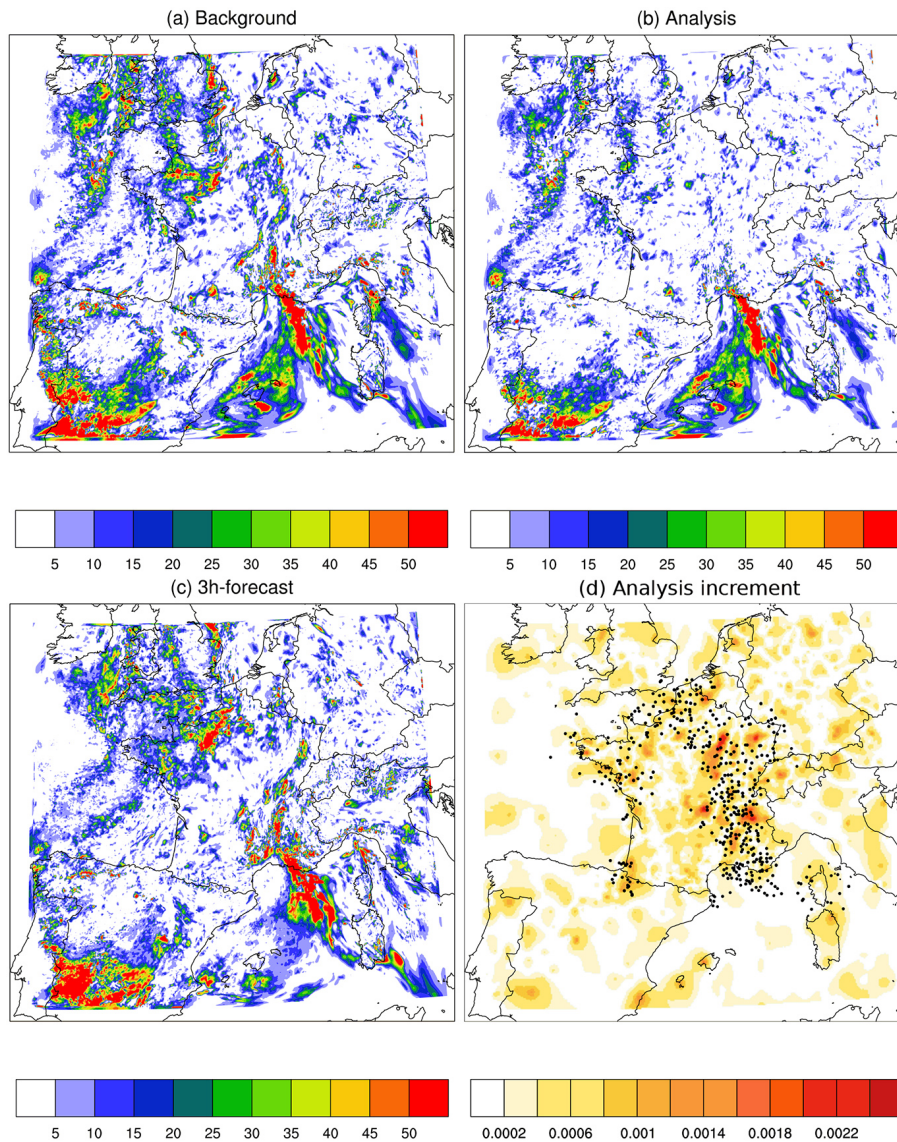 (a) Background
(b) Analysis
5 10 15 20 25 30 35 40 45 50
5 10 15 20 25 30 35 40 45 50
(c) 3h-forecast
(d) Analysis increment
5 10 15 20 25 30 35 40 45 50
0.0002 0.0006 0.001 0.0014 0.0018 0.0022